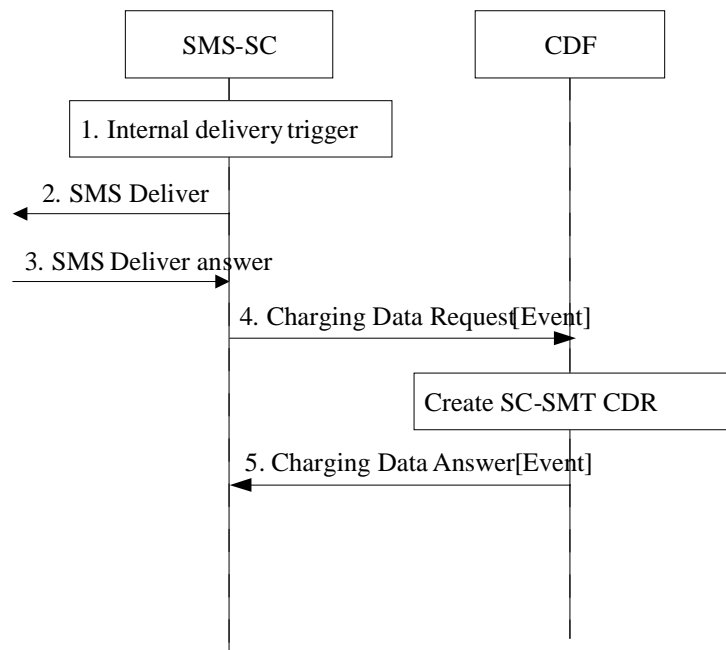 SMS-SC
CDF
1. Internal delivery trigger
2. SMS Deliver
3. SMS Deliver answer
4. Charging Data Request[Event]
Create SC-SMT CDR
5. Charging Data Answer[Event]